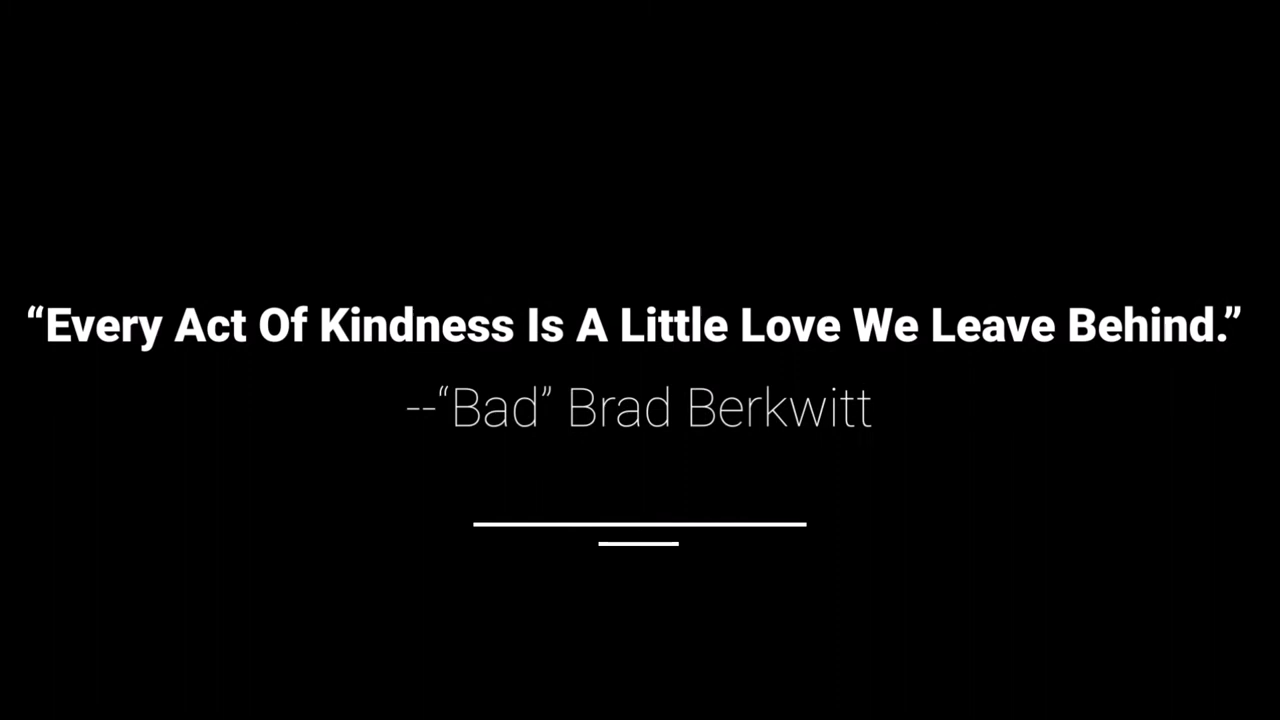 “Every Act Of Kindness Is A Little Love We Leave Behind.”
--“Bad” Brad Berkwitt